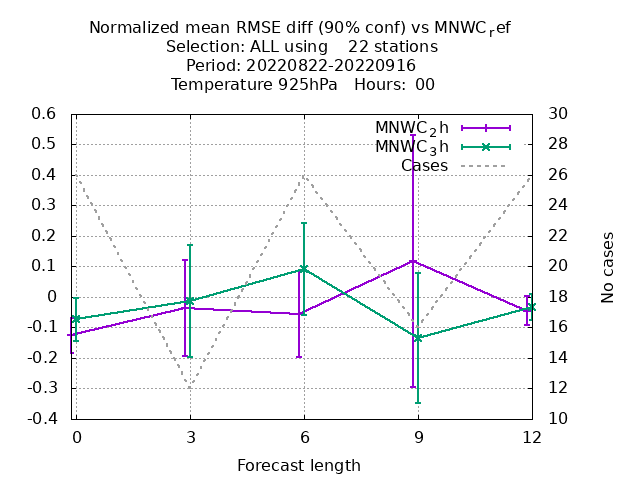 Normalized mean RMSE diff (90% conf) vs MNWC_ref
Selection: ALL using    22 stations
Period: 20220822-20220916
Temperature 925hPa   Hours: 00
MNWC_2h
MNWC_3h
Cases
0.6
0.5
0.4
0.3
0.2
0.1
0
-0.1
-0.2
-0.3
-0.4
30
28
26
24
22
20
18
16
14
12
10
No cases
0 3 6 9 12
Forecast length